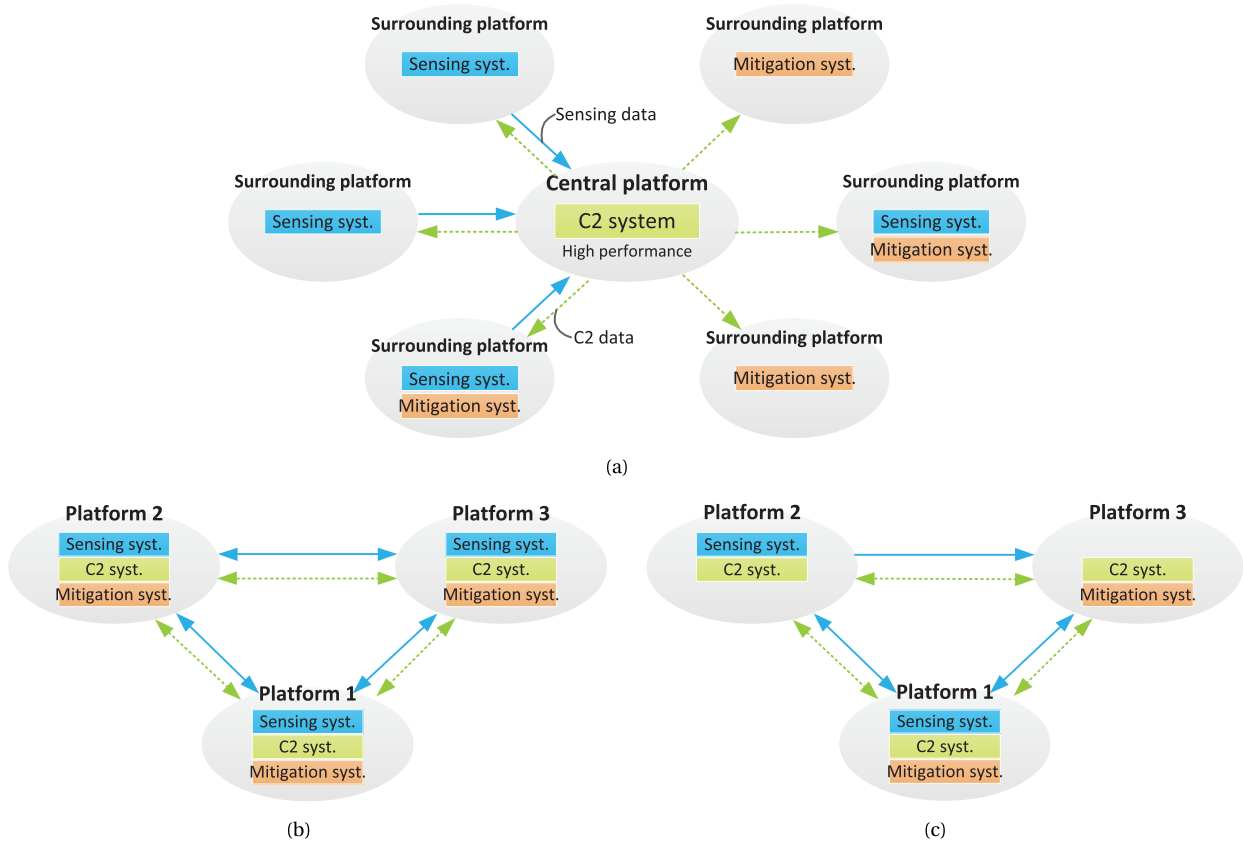 Surrounding platform
Sensing syst.
Surrounding platform
Mitigation syst.
Sensing data
Surrounding platform
Sensing syst.
Central platform
C2 system
High performance
Surrounding platform
Sensing syst.
Mitigation syst.
C2 data
Surrounding platform
Sensing syst.
Mitigation syst.
Surrounding platform
Mitigation syst.
(a)
Platform 2
Sensing syst.
C2 syst.
Mitigation syst.
Platform 3
Sensing syst.
C2 syst.
Mitigation syst.
Platform 1
Sensing syst.
C2 syst.
Mitigation syst.
(b)
Platform 2
Sensing syst.
C2 syst.
Platform 3
C2 syst.
Mitigation syst.
Platform 1
Sensing syst.
C2 syst.
Mitigation syst.
(c)